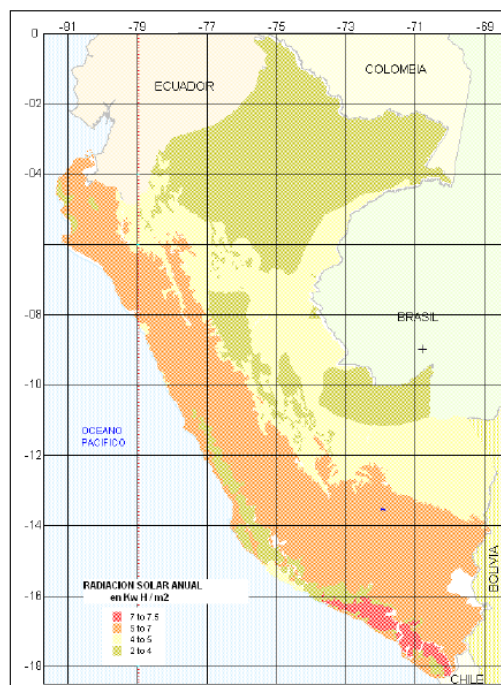 -81 -79 -77 -75 -73 -71 -69
0
COLOMBIA
ECUADOR
-02
-04
-06
-08
BRASIL
-10
OCEANO
PACIFICO
-12
-14
BOLIVIA
RADIACION SOLAR ANUAL
en Kw H / m2
-16
7 to 7.5
5 to 7
4 to 5
2 to 4
-18
CHILE